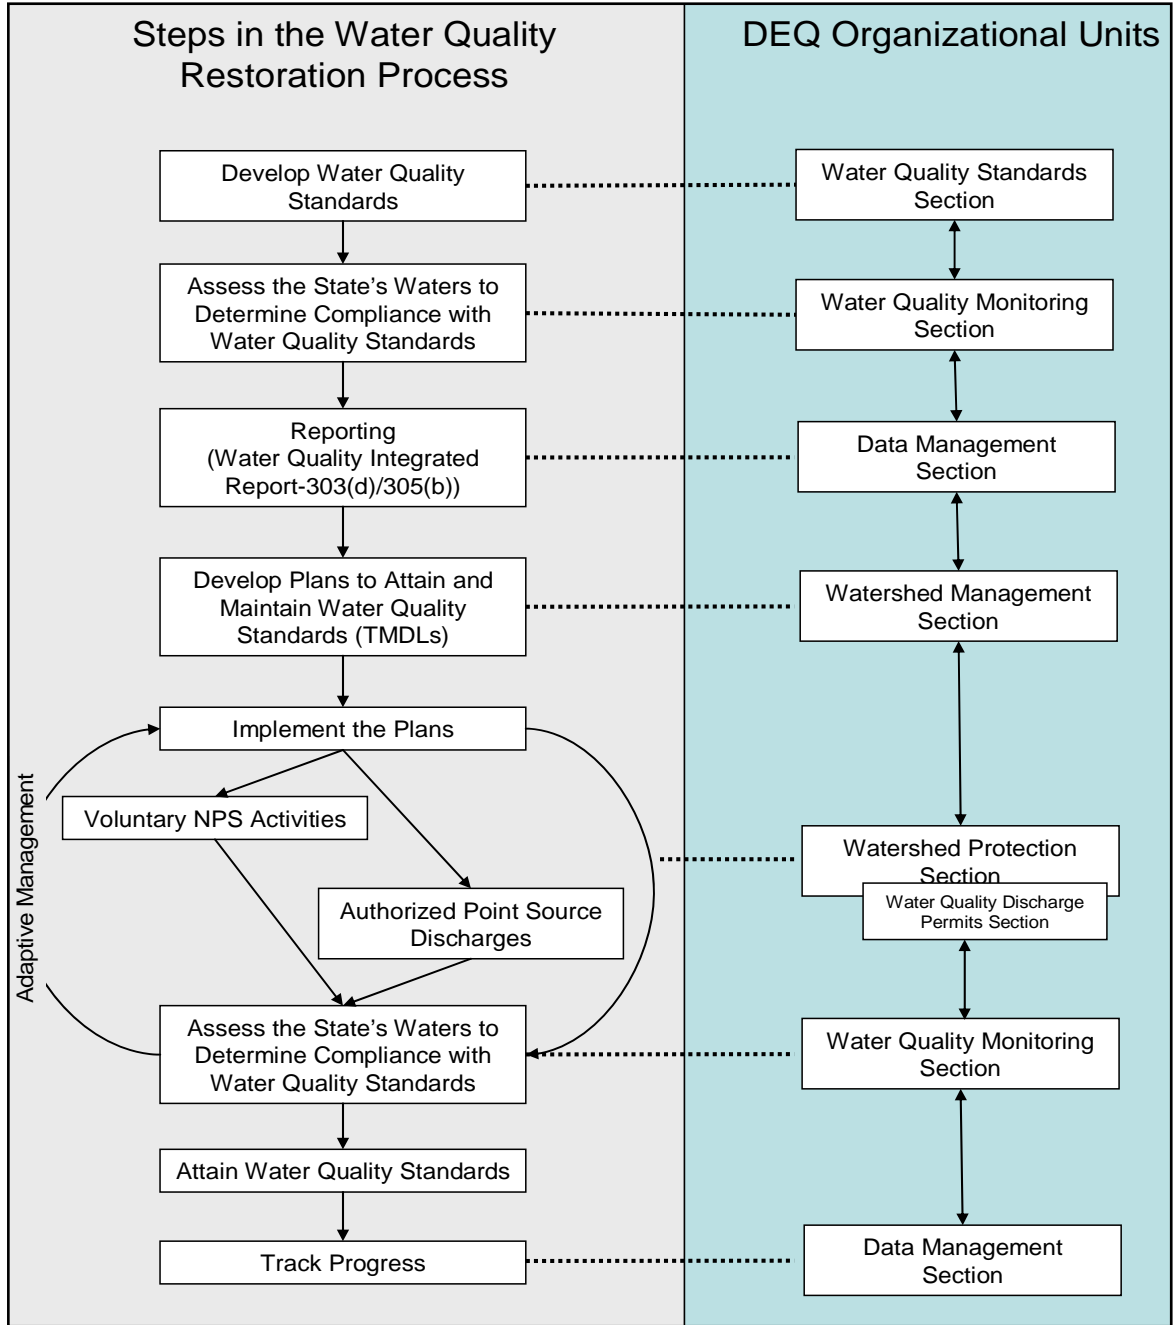 Steps in the Water Quality
Restoration Process
DEQ Organizational Units
Develop Water Quality
Standards
Water Quality Standards
Section
Assess the State's Waters to
Determine Compliance with
Water Quality Standards
Water Quality Monitoring
Section
Reporting
(Water Quality Integrated
Report-303(d)/305(b))
Data Management
Section
Develop Plans to Attain and
Maintain Water Quality
Standards (TMDLs)
Watershed Management
Section
Implement the Plans
Adaptive Management
Voluntary NPS Activities
Authorized Point Source
Discharges
Watershed Protection
Section
Water Quality Discharge
Permits Section
Assess the State's Waters to
Determine Compliance with
Water Quality Standards
Water Quality Monitoring
Section
Attain Water Quality Standards
Track Progress
Data Management
Section